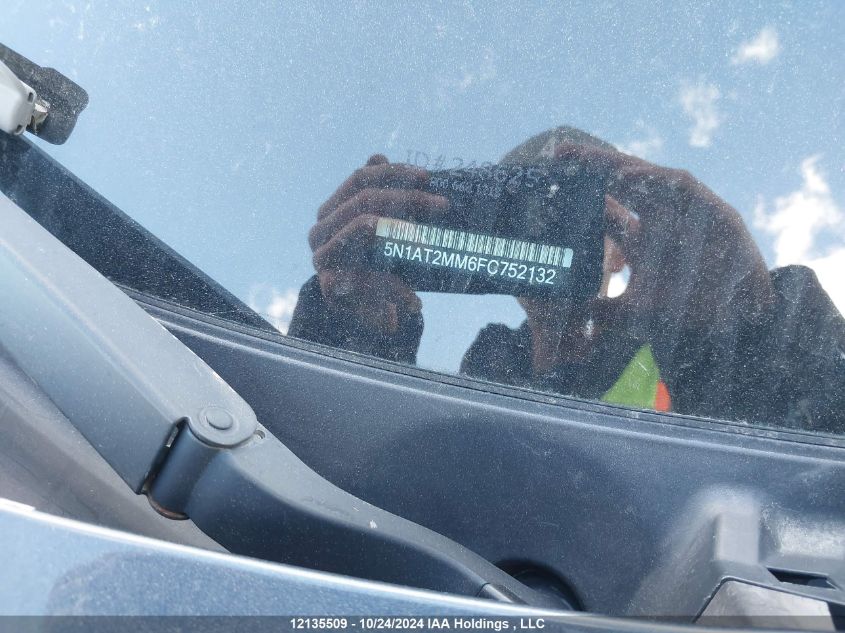 5N1AT2MM6FC752132
12135509 - 10/24/2024 IAA Holdings , LLC